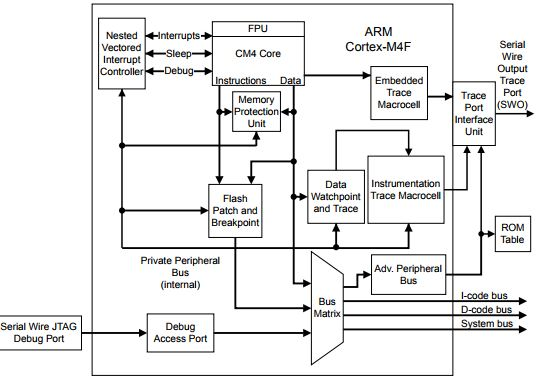 FPU
ARM
Cortex-M4F
Nested
Vectored
Interrupt
Controller
Interrupts
Sleep
Debug
CM4 Core
Instructions Data
Serial
Wire
Output
Trace
Port
(SWO)
Embedded
Trace
Macrocell
Trace
Port
Interface
Unit
Memory
Protection
Unit
Flash
Patch and
Breakpoint
Data
Watchpoint
and Trace
Instrumentation
Trace Macrocell
ROM
Table
Private Peripheral
Bus
(internal)
Adv. Peripheral
Bus
Bus
Matrix
I-code bus
D-code bus
System bus
Serial Wire JTAG
Debug Port
Debug
Access Port